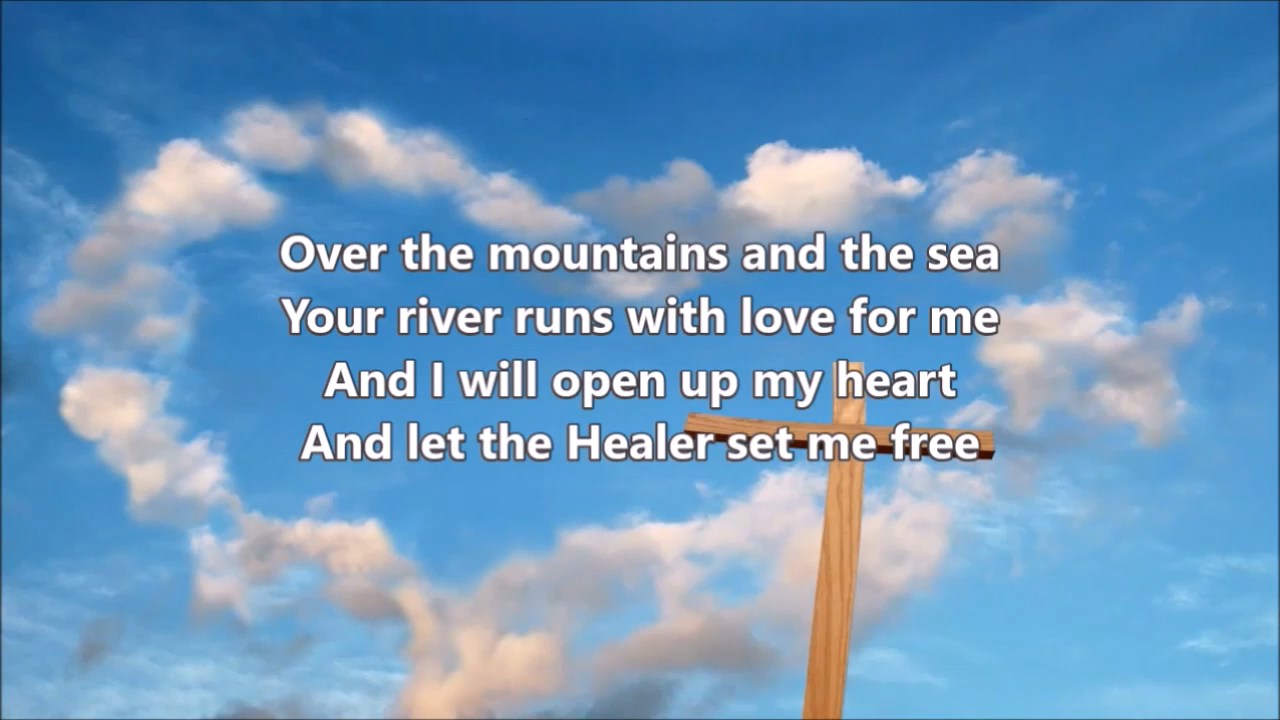 Over the mountains and the sea
Your river runs with love for me
And I will open up my heart
And let the Healer set me free